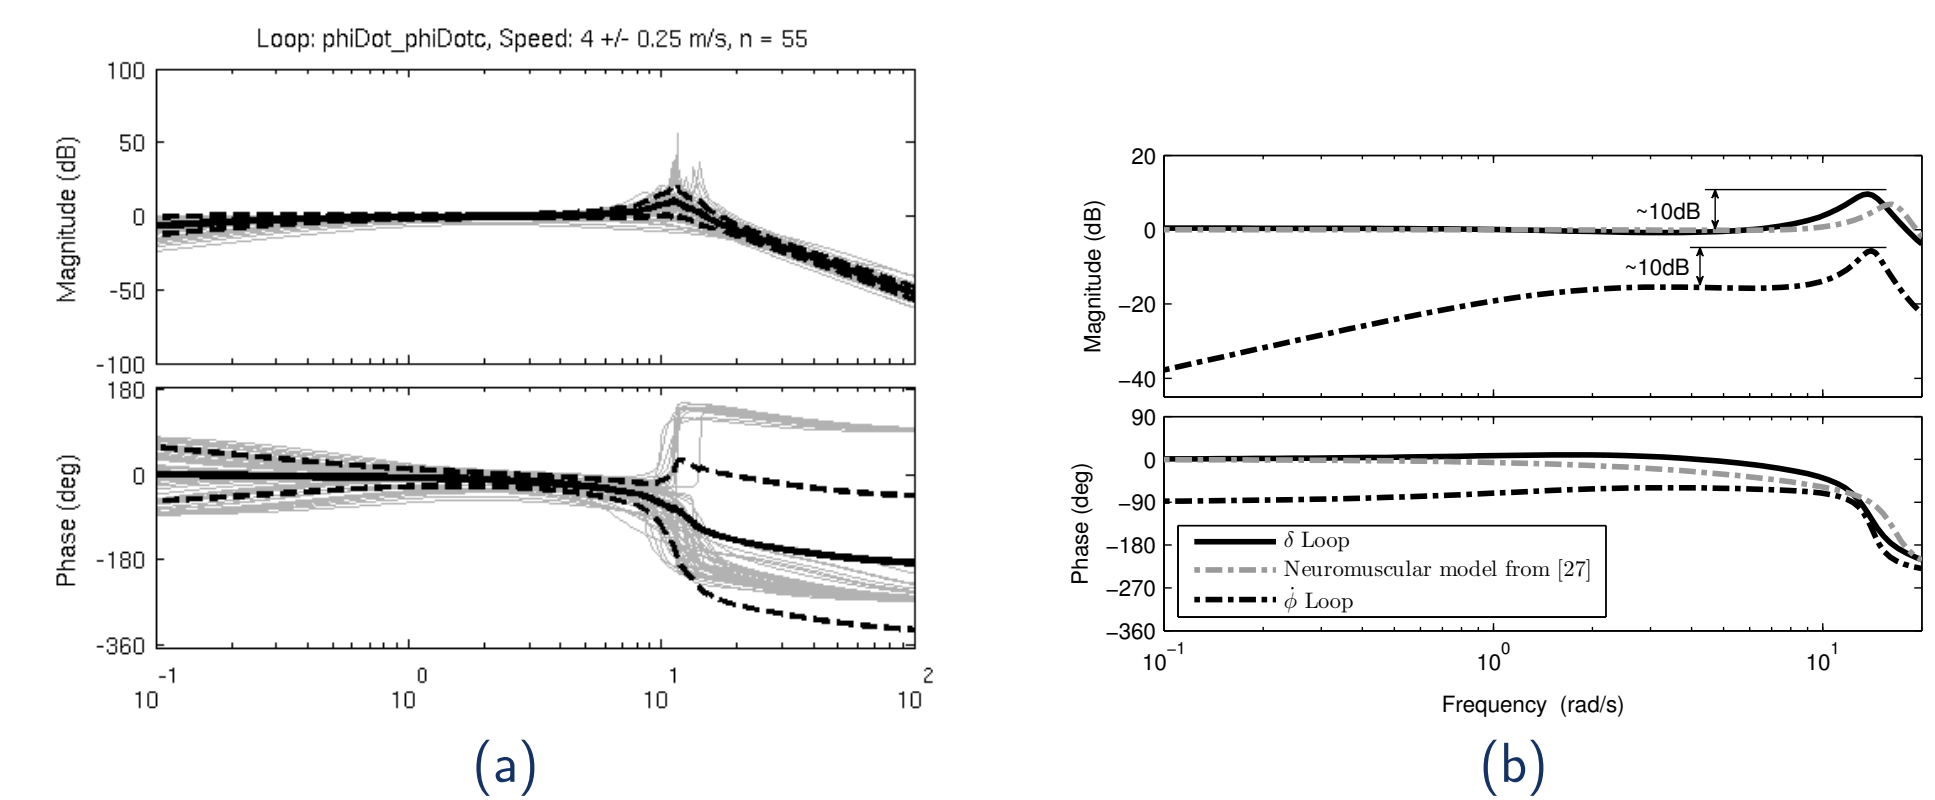 Loop: phiDot_phiDotc, Speed: 4 +/- 0.25 m/s, n = 55
Magnitude (dB)
100
50
0
-50
-100
Phase (deg)
180
0
-180
-360
10^-1
10^0
10^1
10^2
(a)
Magnitude (dB)
20
0
−20
−40
~10dB
~10dB
Phase (deg)
90
0
−90
−180
−270
−360
δ Loop
Neuromuscular model from [27]
φ̇ Loop
10^−1
10^0
10^1
Frequency (rad/s)
(b)